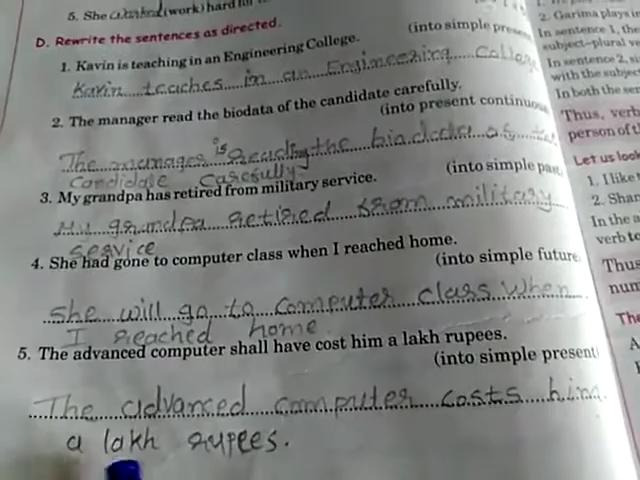 5. She worked (work) hard for
D. Rewrite the sentences as directed.
1. Kavin is teaching in an Engineering College.
(into simple present
Kavin teaches in an Engineering College
2. The manager read the biodata of the candidate carefully.
(into present continuous
The manager is reading the biodata of the
candidate carefully
3. My grandpa has retired from military service.
(into simple past
My grandpa retired from military
service
4. She had gone to computer class when I reached home.
(into simple future
She will go to computer class when
I reached home
5. The advanced computer shall have cost him a lakh rupees.
(into simple present
The advanced computer costs him
a lakh rupees.
2. Garima plays
In sentence 1, the
subject–plural
In sentence 2,
with the subject
In both the
Thus, verb
person of
Let us look
1. I like
2.
In the
verb to
Thus
The